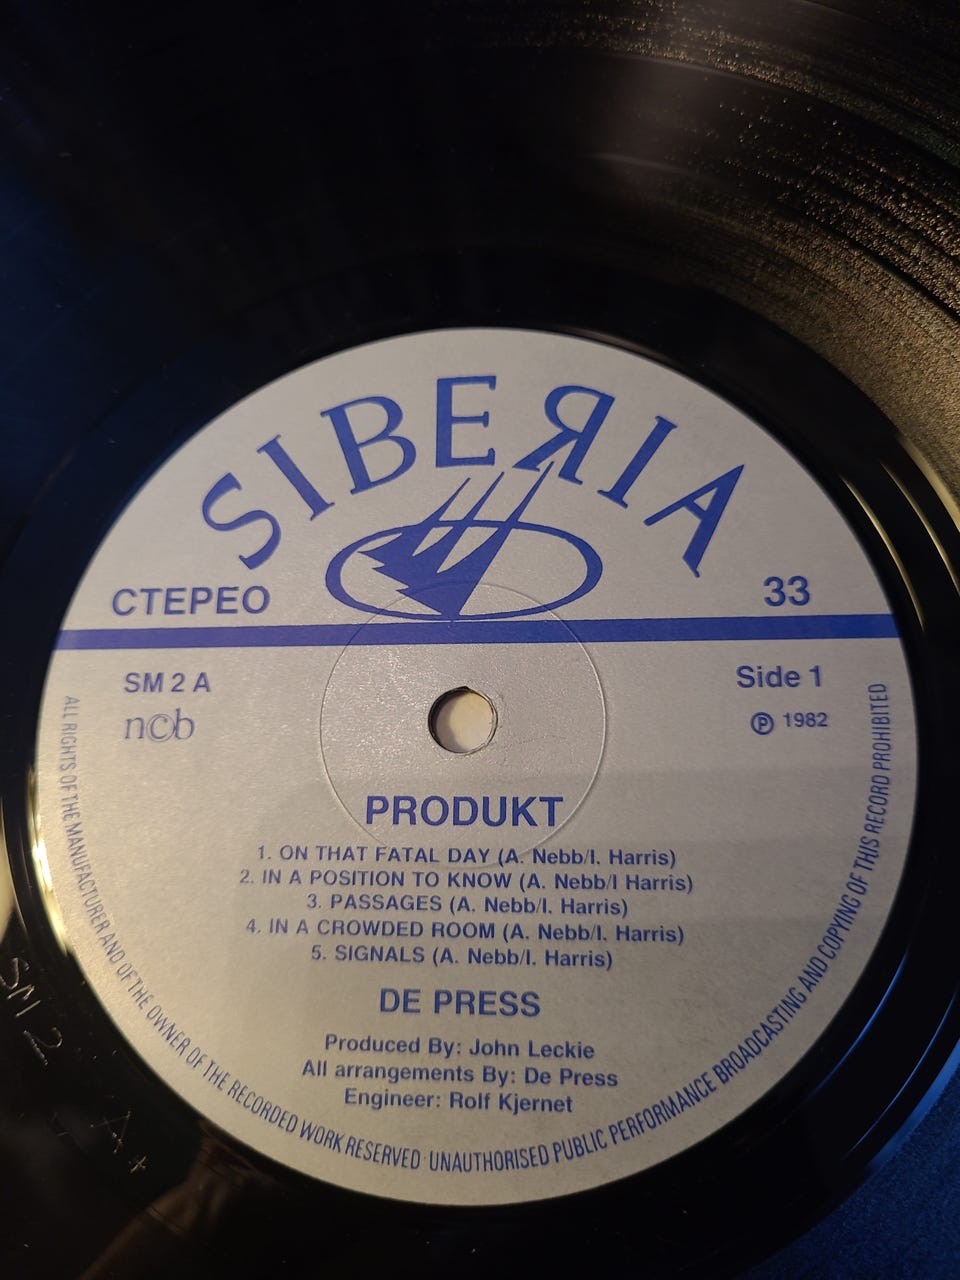 SIBEЯIA
СТЕРЕО
33
SM 2 A
Side 1
n©b
℗ 1982
PRODUKT
1. ON THAT FATAL DAY (A. Nebb/I. Harris)
2. IN A POSITION TO KNOW (A. Nebb/I Harris)
3. PASSAGES (A. Nebb/I. Harris)
4. IN A CROWDED ROOM (A. Nebb/I. Harris)
5. SIGNALS (A. Nebb/I. Harris)
DE PRESS
Produced By: John Leckie
All arrangements By: De Press
Engineer: Rolf Kjernet
ALL RIGHTS OF THE MANUFACTURER AND OF THE OWNER OF THE RECORDED WORK RESERVED · UNAUTHORISED PUBLIC PERFORMANCE BROADCASTING AND COPYING OF THIS RECORD PROHIBITED
SM 2 A +